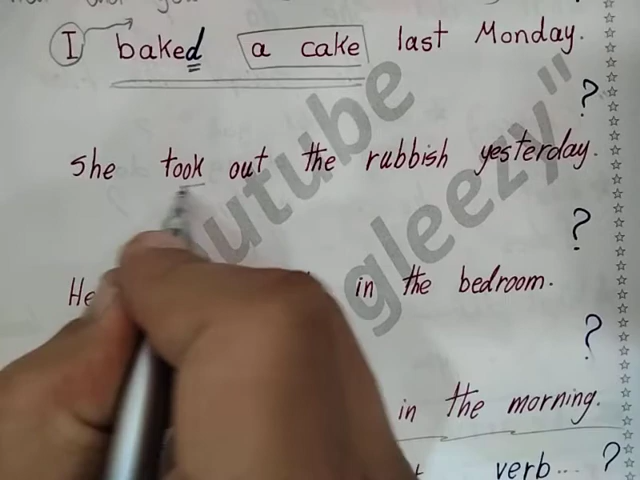 I baked a cake last Monday.
?
She took out the rubbish yesterday.
?
He in the bedroom.
?
in the morning.
verb... ?
youtube
gleezy"